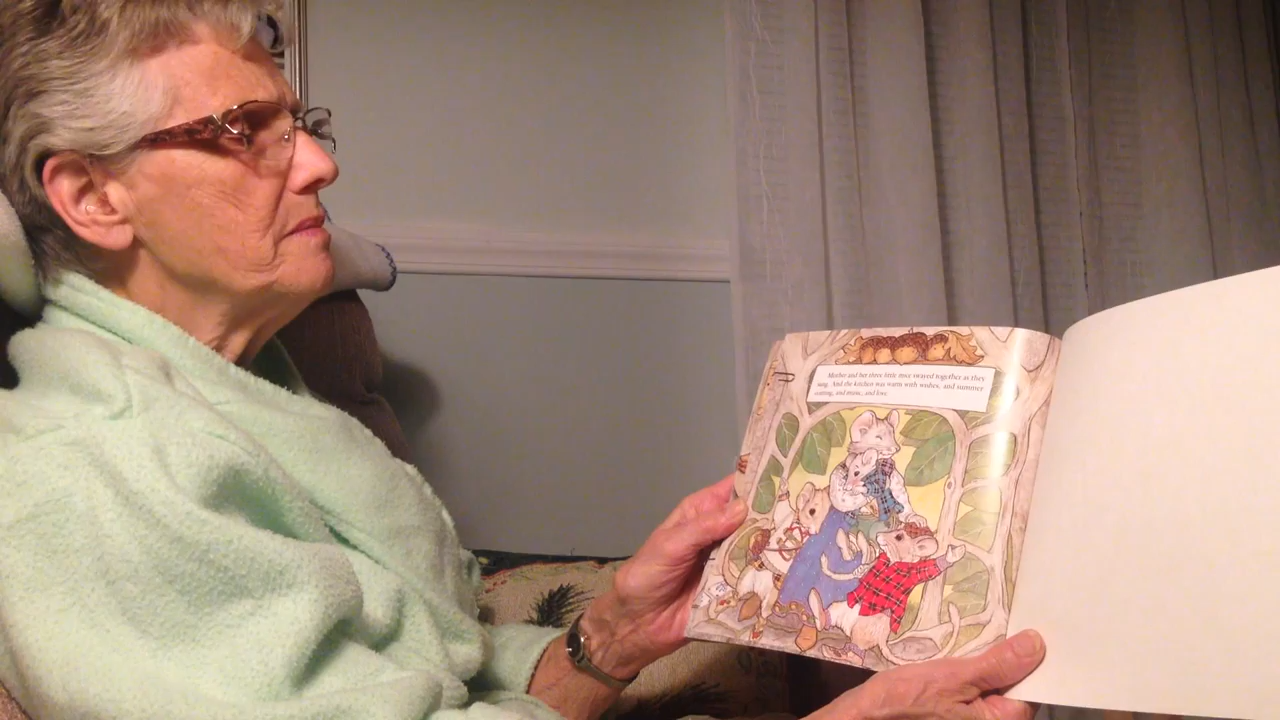 Mother and her three little mice swayed together as they
sang. And the kitchen was warm with wishes, and summer
outing, and music, and love.